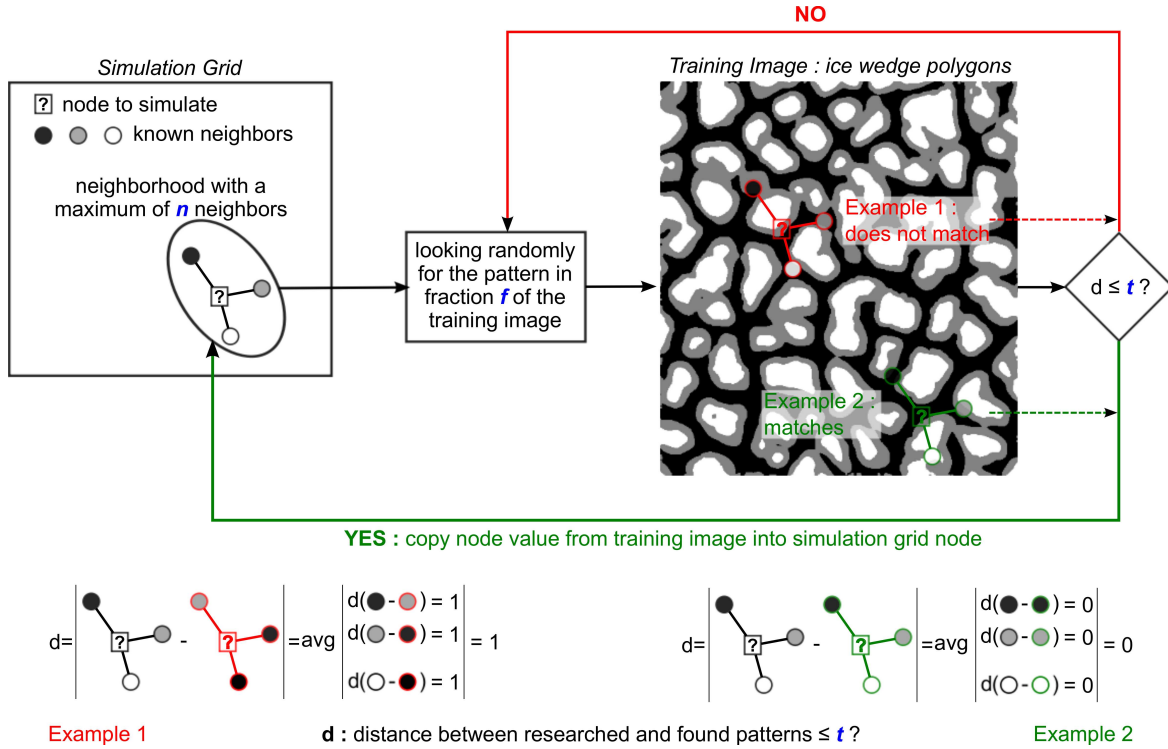 NO
Simulation Grid
Training Image : ice wedge polygons
? node to simulate
known neighbors
neighborhood with a
maximum of n neighbors
?
looking randomly
for the pattern in
fraction f of the
training image
?
Example 1 :
does not match
d ≤ t ?
Example 2 :
matches
?
YES : copy node value from training image into simulation grid node
d= ? - ? =avg d( - ) = 1
d( - ) = 1
d( - ) = 1
= 1
d= ? - ? =avg d( - ) = 0
d( - ) = 0
d( - ) = 0
= 0
Example 1
d : distance between researched and found patterns ≤ t ?
Example 2